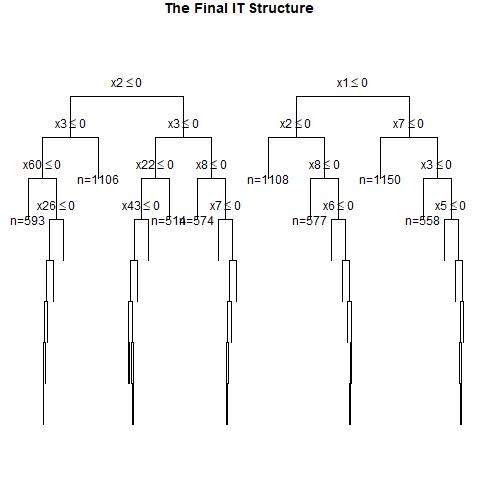 The Final IT Structure
x2 ≤ 0 x1 ≤ 0
x3 ≤ 0 x3 ≤ 0 x2 ≤ 0 x7 ≤ 0
x60 ≤ 0 n=1106 x22 ≤ 0 x8 ≤ 0 n=1108 x8 ≤ 0 n=1150 x3 ≤ 0
n=593 x26 ≤ 0 x43 ≤ 0 n=514 n=574 x7 ≤ 0 n=577 x6 ≤ 0 n=558 x5 ≤ 0